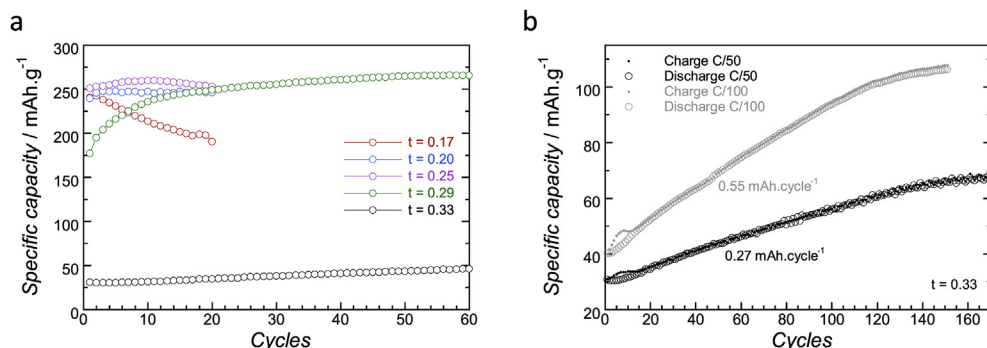 a
Specific capacity / mAh.g⁻¹
300
250
200
150
100
50
0
t = 0.17
t = 0.20
t = 0.25
t = 0.29
t = 0.33
0 10 20 30 40 50 60
Cycles
b
Specific capacity / mAh.g⁻¹
100
80
60
40
20
Charge C/50
Discharge C/50
Charge C/100
Discharge C/100
0.55 mAh.cycle⁻¹
0.27 mAh.cycle⁻¹
t = 0.33
0 20 40 60 80 100 120 140 160
Cycles